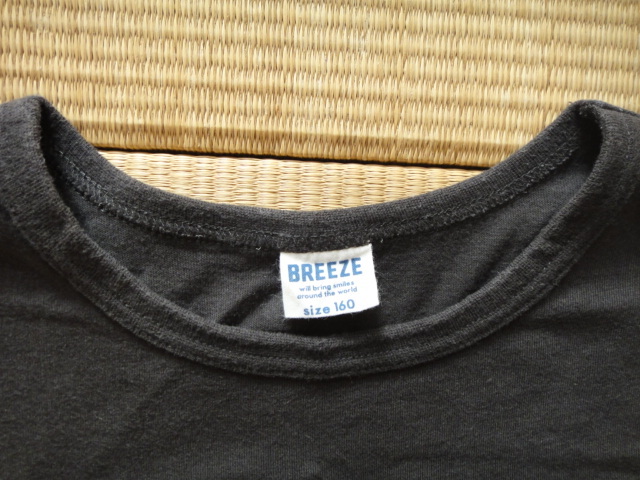 BREEZE
will bring smiles
around the world
size 160